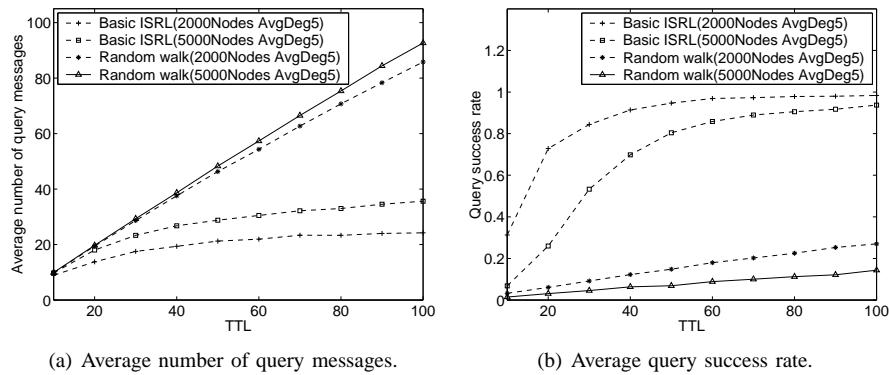 Basic ISRL(2000Nodes AvgDeg5)
Basic ISRL(5000Nodes AvgDeg5)
Random walk(2000Nodes AvgDeg5)
Random walk(5000Nodes AvgDeg5)
Average number of query messages
100
80
60
40
20
0
20 40 60 80 100
TTL
(a) Average number of query messages.
Basic ISRL(2000Nodes AvgDeg5)
Basic ISRL(5000Nodes AvgDeg5)
Random walk(2000Nodes AvgDeg5)
Random walk(5000Nodes AvgDeg5)
Query success rate
1.4
1.2
1
0.8
0.6
0.4
0.2
0
20 40 60 80 100
TTL
(b) Average query success rate.